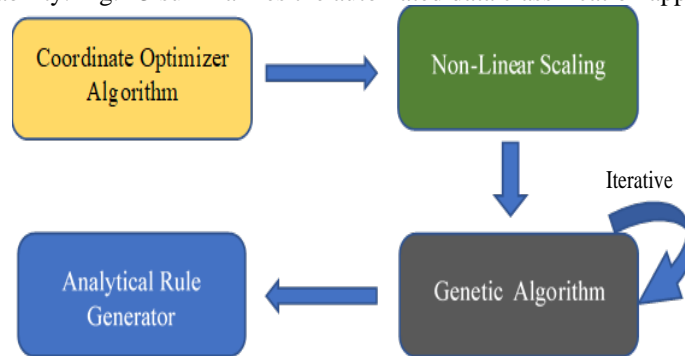 Coordinate Optimizer
Algorithm
Non-Linear Scaling
Iterative
Analytical Rule
Generator
Genetic Algorithm